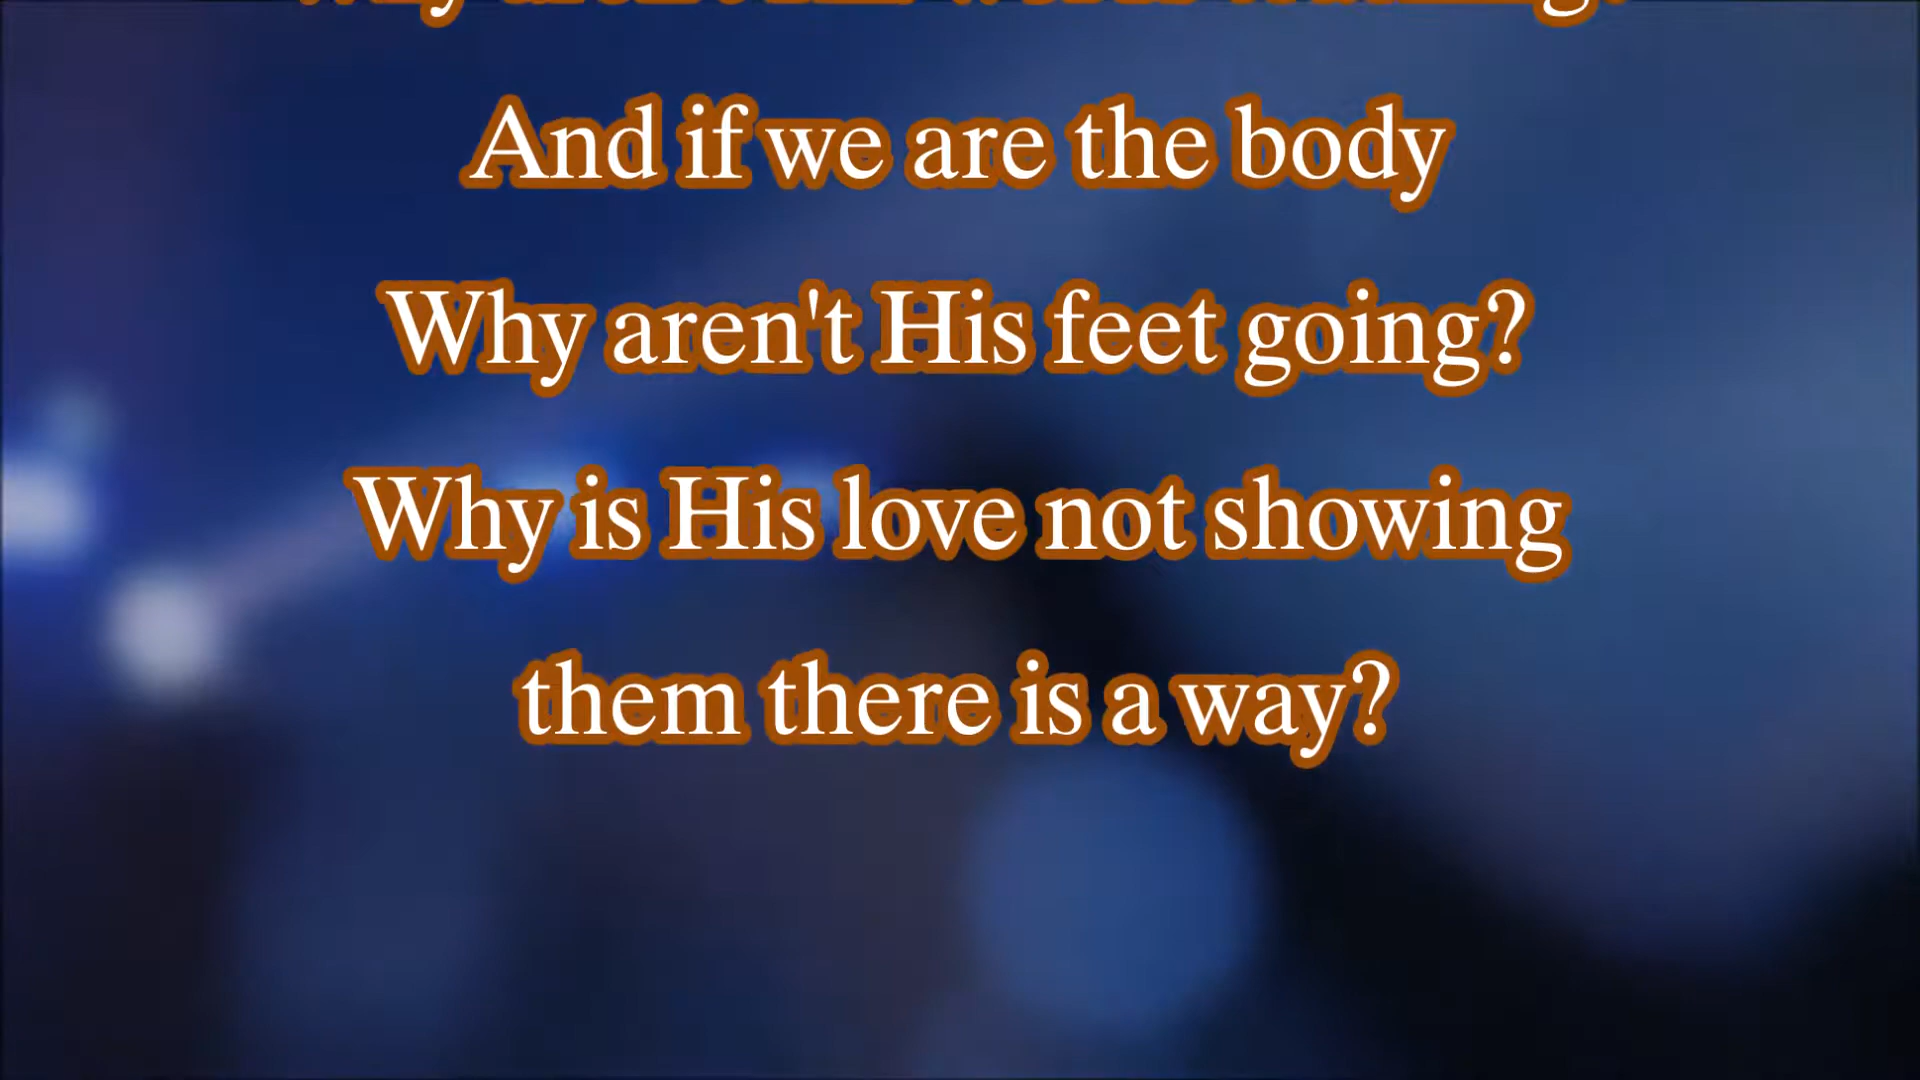 And if we are the body
Why aren't His feet going?
Why is His love not showing
them there is a way?